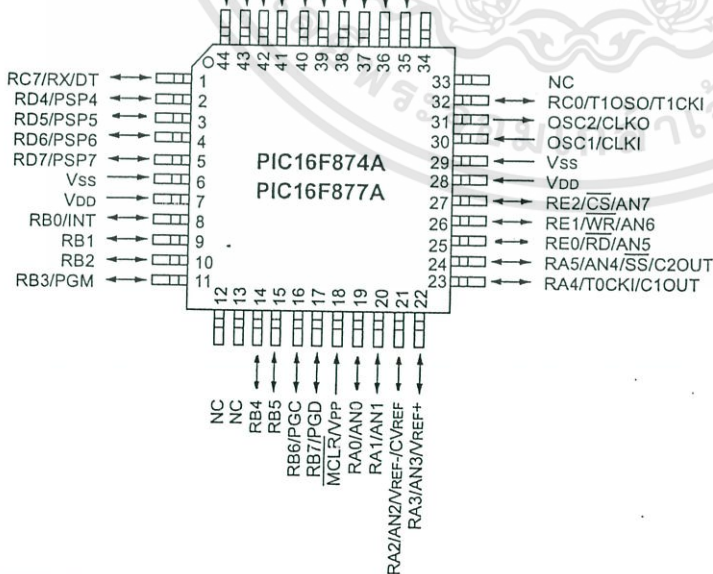 44 43 42 41 40 39 38 37 36 35 34
RC7/RX/DT 1
RD4/PSP4 2
RD5/PSP5 3
RD6/PSP6 4
RD7/PSP7 5
VSS 6
VDD 7
RB0/INT 8
RB1 9
RB2 10
RB3/PGM 11
PIC16F874A
PIC16F877A
33 NC
32 RC0/T1OSO/T1CKI
31 OSC2/CLKO
30 OSC1/CLKI
29 VSS
28 VDD
27 RE2/CS/AN7
26 RE1/WR/AN6
25 RE0/RD/AN5
24 RA5/AN4/SS/C2OUT
23 RA4/T0CKI/C1OUT
12 13 14 15 16 17 18 19 20 21 22
NC
NC
RB4
RB5
RB6/PGC
RB7/PGD
MCLR/VPP
RA0/AN0
RA1/AN1
RA2/AN2/VREF-/CVREF
RA3/AN3/VREF+